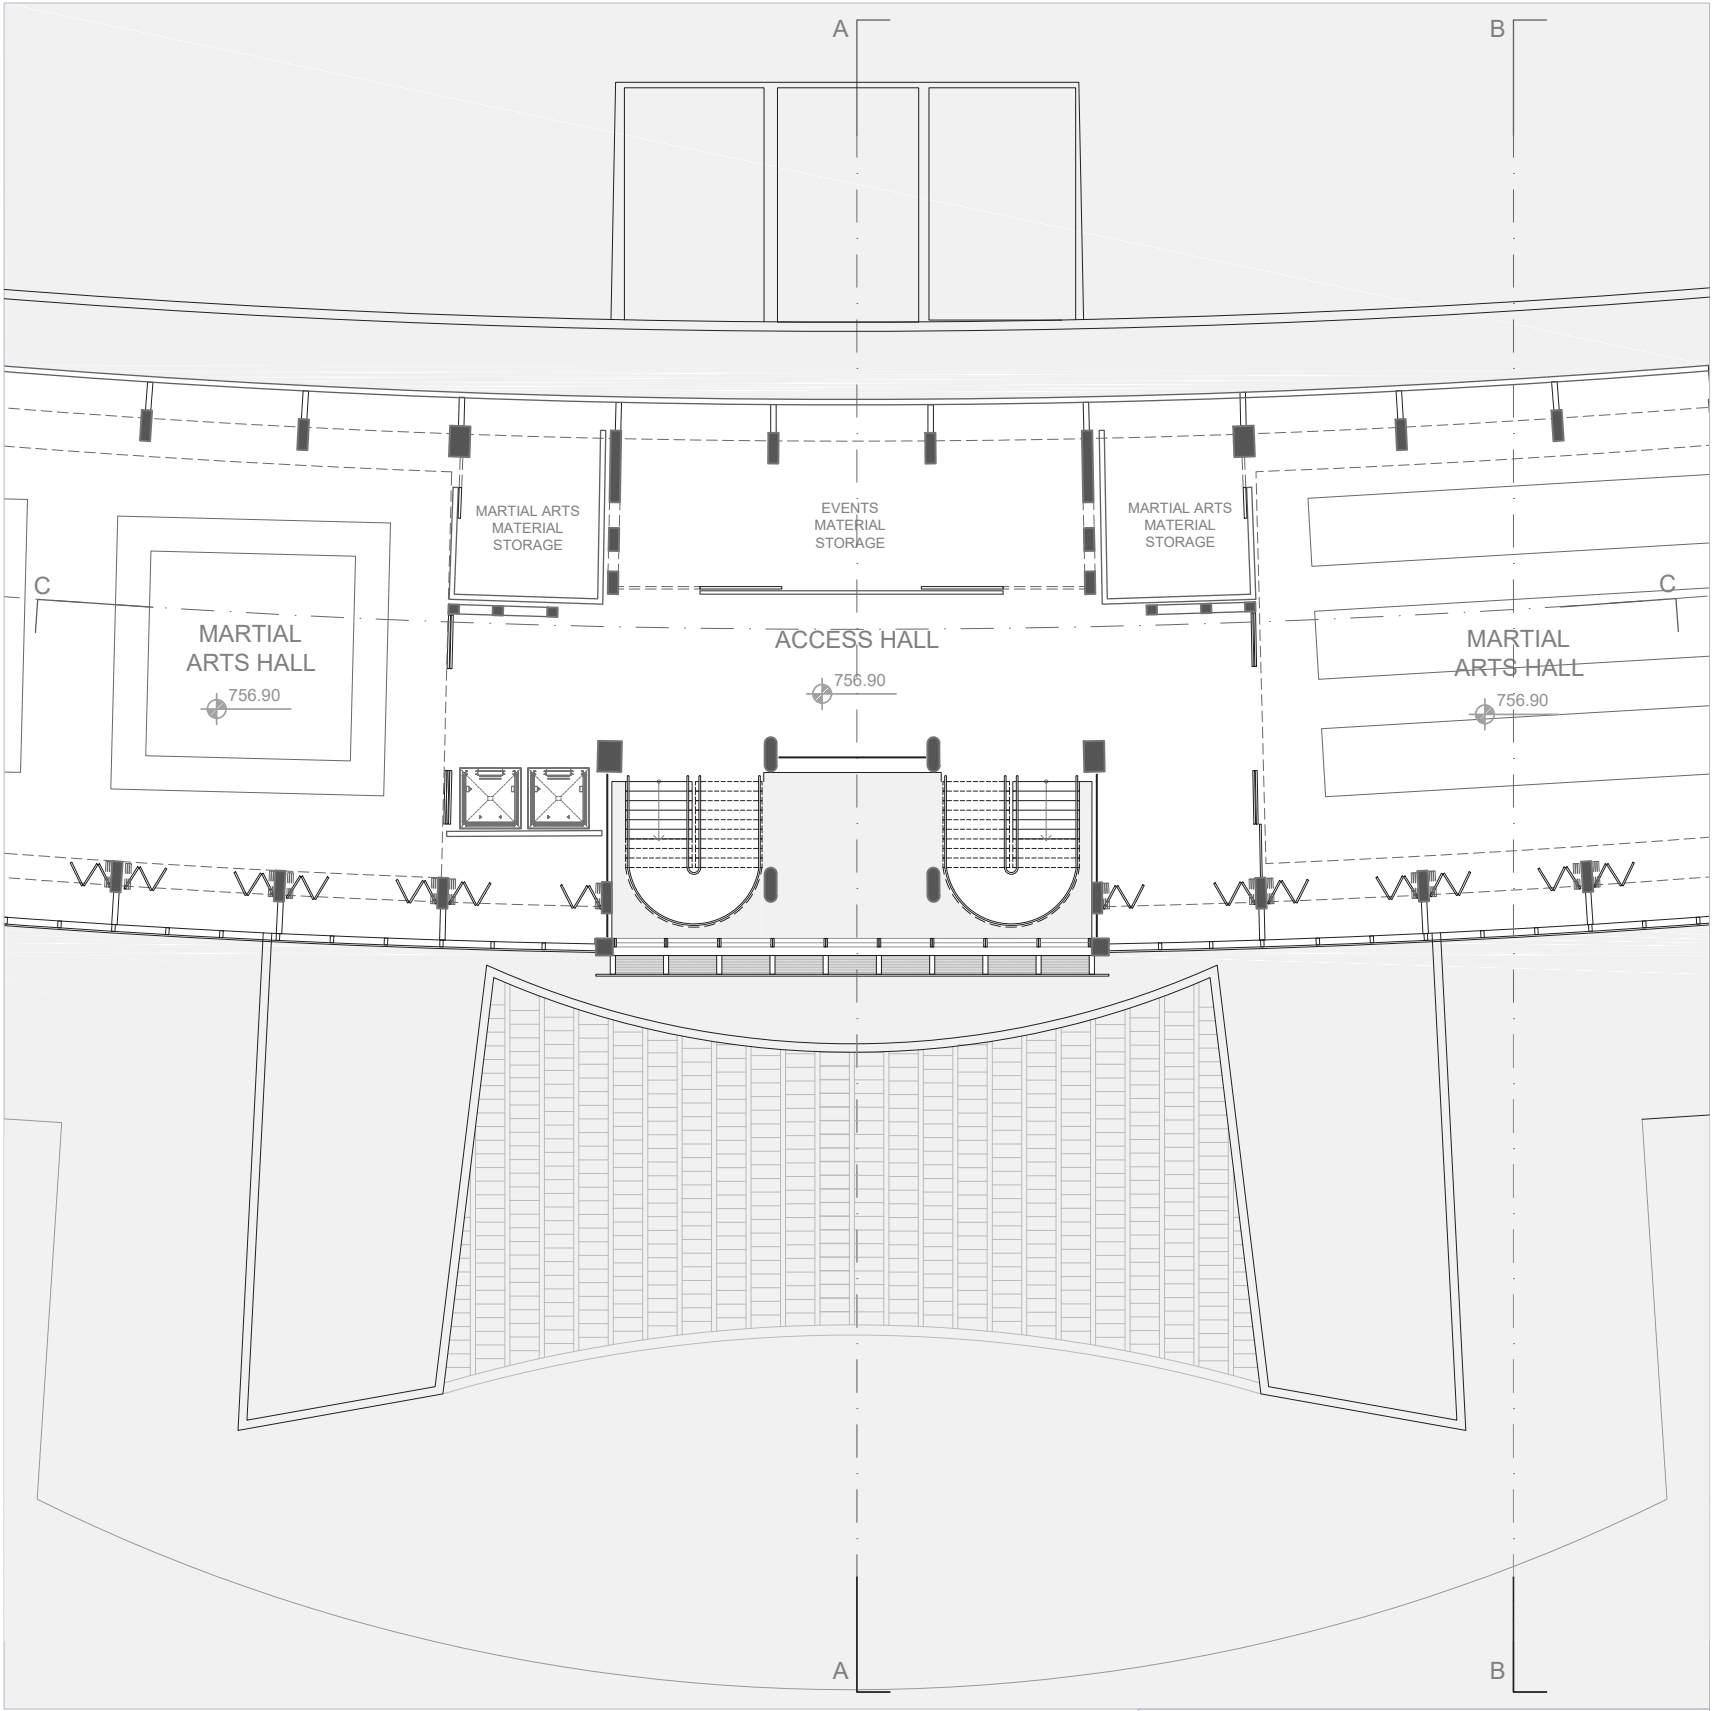 A
B
MARTIAL ARTS
MATERIAL
STORAGE
EVENTS
MATERIAL
STORAGE
MARTIAL ARTS
MATERIAL
STORAGE
C
C
MARTIAL
ARTS HALL
756.90
ACCESS HALL
756.90
MARTIAL
ARTS HALL
756.90
A
B